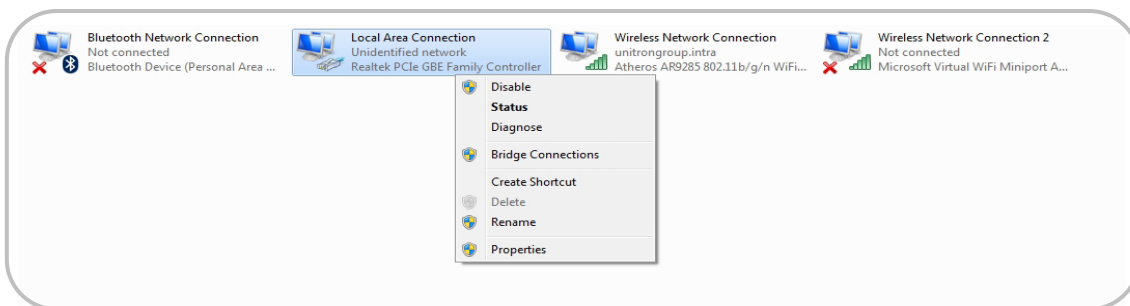 Bluetooth Network Connection
Not connected
Bluetooth Device (Personal Area ...
Local Area Connection
Unidentified network
Realtek PCIe GBE Family Controller
Wireless Network Connection
unitrongroup.intra
Atheros AR9285 802.11b/g/n WiFi...
Wireless Network Connection 2
Not connected
Microsoft Virtual WiFi Miniport A...
Disable
Status
Diagnose
Bridge Connections
Create Shortcut
Delete
Rename
Properties